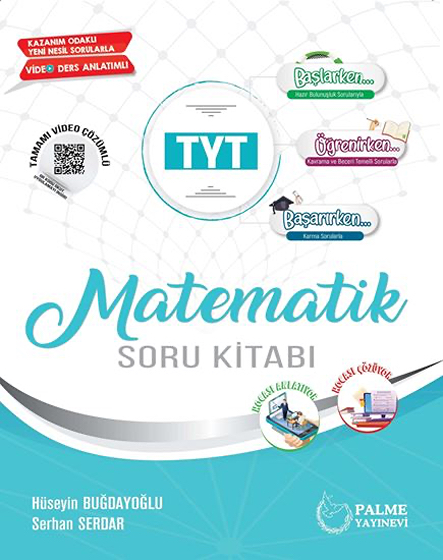 KAZANIM ODAKLI
YENİ NESİL SORULARLA
VİDEO DERS ANLATIMLI
TAMAMI VİDEO ÇÖZÜMLÜ
TYT
Başlarken...
Hazır Bulunuşluk Sorularıyla
Öğrenirken...
Kavrama ve Beceri Temelli Sorularla
Başarırken...
Karma Sorularla
Matematik
SORU KİTABI
HOCASI ANLATIYOR
HOCASI ÇÖZÜYOR
Hüseyin BUĞDAYOĞLU
Serhan SERDAR
PALME
YAYINEVİ